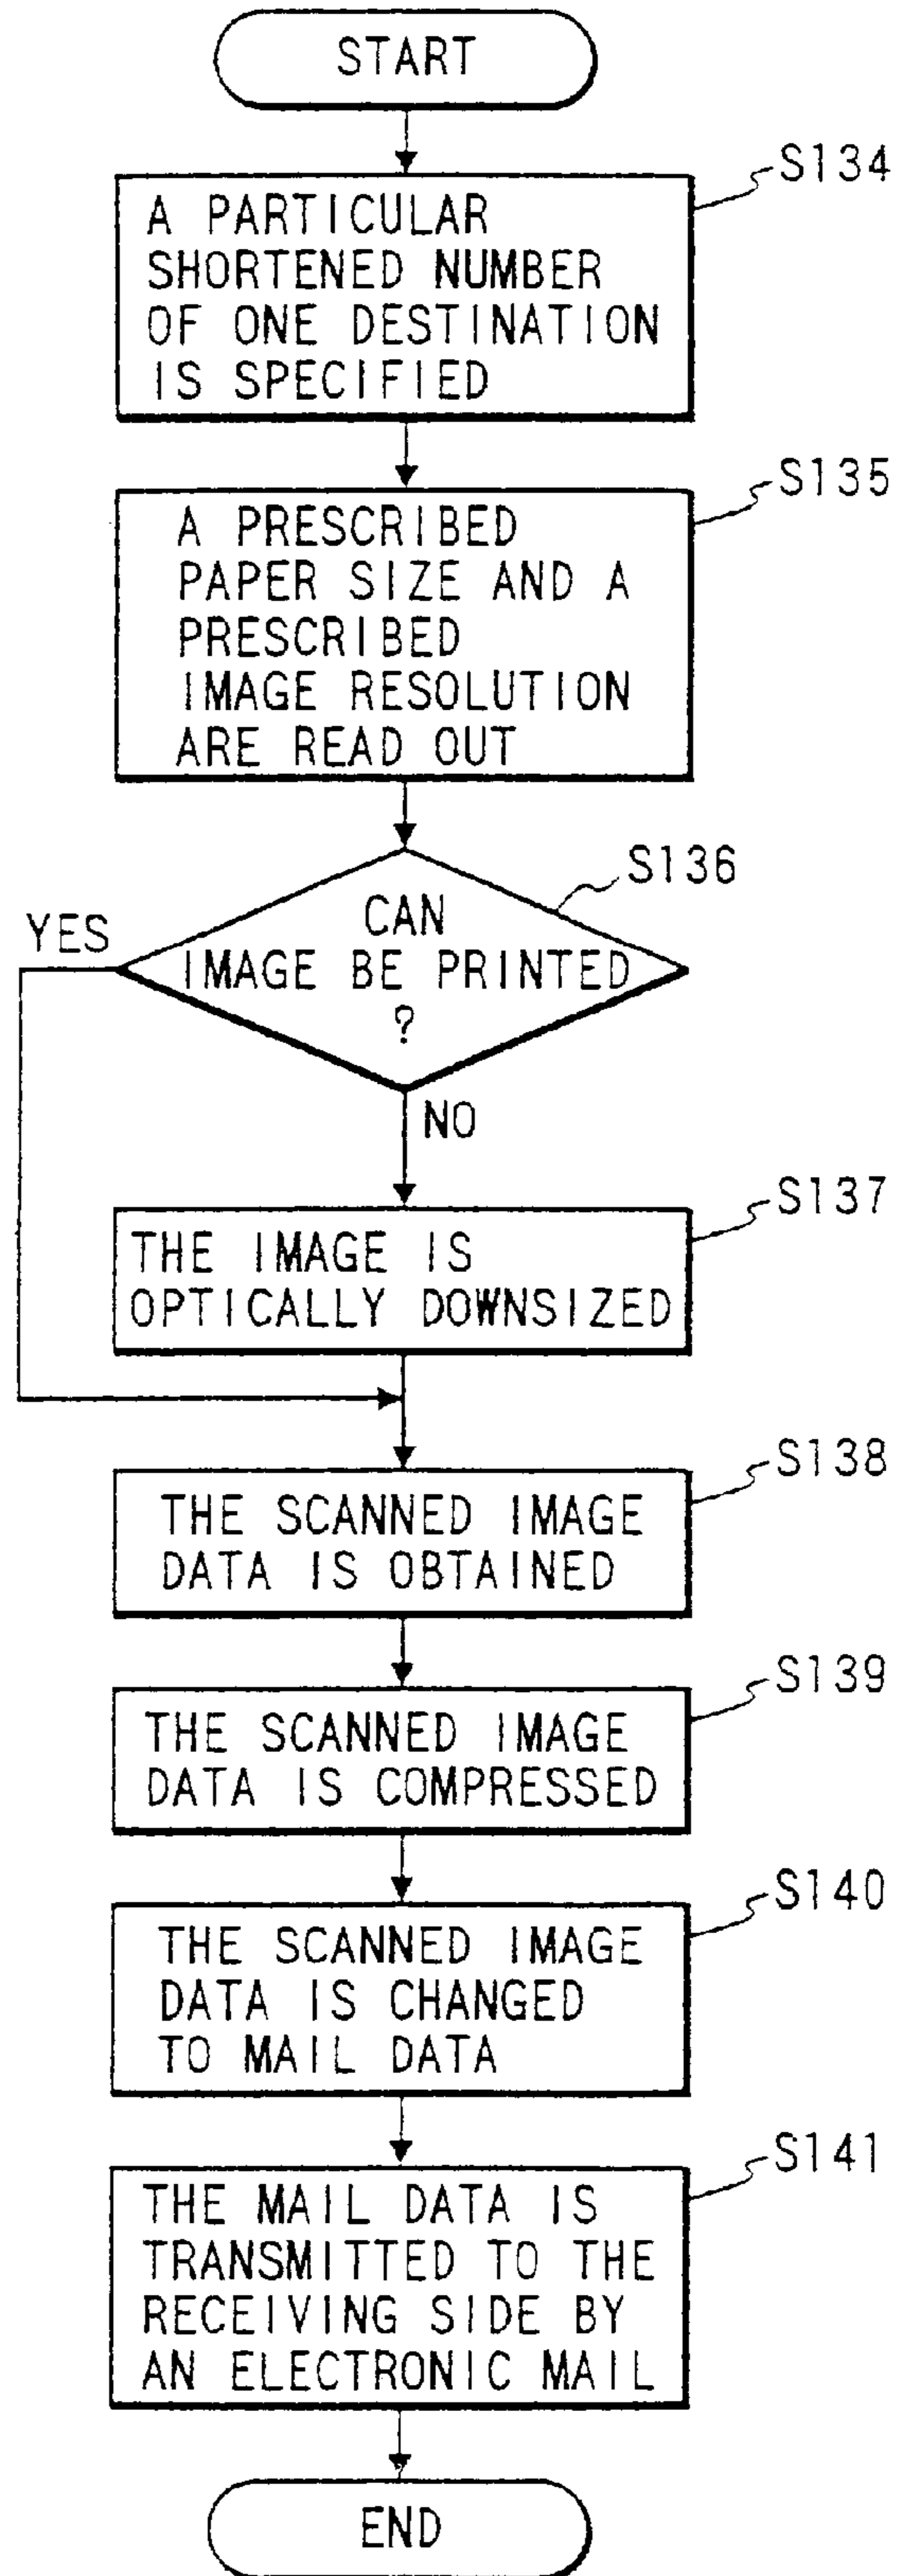 START
S134
A PARTICULAR
SHORTENED NUMBER
OF ONE DESTINATION
IS SPECIFIED
S135
A PRESCRIBED
PAPER SIZE AND A
PRESCRIBED
IMAGE RESOLUTION
ARE READ OUT
S136
CAN
IMAGE BE PRINTED
?
YES
NO
S137
THE IMAGE IS
OPTICALLY DOWNSIZED
S138
THE SCANNED IMAGE
DATA IS OBTAINED
S139
THE SCANNED IMAGE
DATA IS COMPRESSED
S140
THE SCANNED IMAGE
DATA IS CHANGED
TO MAIL DATA
S141
THE MAIL DATA IS
TRANSMITTED TO THE
RECEIVING SIDE BY
AN ELECTRONIC MAIL
END